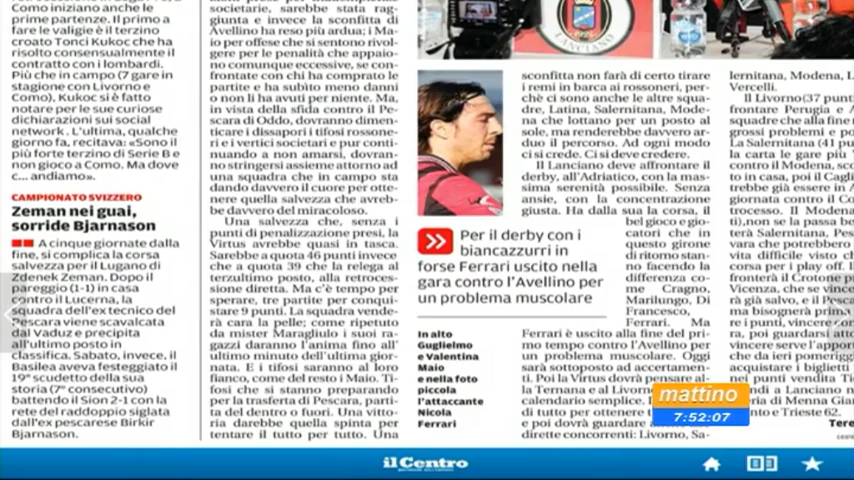 come iniziano anche le
prime partenze. Il primo a
fare le valigie è il terzino
croato Tonci Kukoc che ha
risolto consensualmente il
contratto con i lombardi.
Più che in campo (7 gare in
stagione con Livorno e
Como), Kukoc si è fatto
notare per le sue curiose
dichiarazioni sui social
network . L'ultima, qualche
giorno fa, recitava: «Sono il
più forte terzino di Serie B e
non gioco a Como. Ma dove
c... andiamo».
CAMPIONATO SVIZZERO
Zeman nei guai,
sorride Bjarnason
A cinque giornate dalla
fine, si complica la corsa
salvezza per il Lugano di
Zdenek Zeman. Dopo il
pareggio (1-1) in casa
contro il Lucerna, la
squadra dell'ex tecnico del
Pescara viene scavalcata
dal Vaduz e precipita
all'ultimo posto in
classifica. Sabato, invece, il
Basilea aveva festeggiato il
19° scudetto della sua
storia (7° consecutivo)
battendo il Sion 2-1 con la
rete del raddoppio siglata
dall'ex pescarese Birkir
Bjarnason.
societarie, sarebbe stata rag-
giunta e invece la sconfitta di
Avellino ha reso più ardua; i Ma-
io per offese che si sentono rivol-
gere per le penalità che appaio-
no comunque eccessive, se con-
frontate con chi ha comprato le
partite e ha subìto meno danni
o non li ha avuti per niente. Ma,
in vista della sfida contro il Pe-
scara di Oddo, dovranno dimen-
ticare i dissapori i tifosi rossone-
ri e i vertici societari e pur conti-
nuando a non amarsi, dovran-
no stringersi assieme attorno ad
una squadra che in campo sta
dando davvero il cuore per otte-
nere quella salvezza che avreb-
be davvero del miracoloso.
Una salvezza che, senza i
punti di penalizzazione presi, la
Virtus avrebbe quasi in tasca.
Sarebbe a quota 46 punti invece
che a quota 39 che la relega al
terzultimo posto, alla retroces-
sione diretta. Ma c'è tempo per
sperare, tre partite per conqui-
stare 9 punti. La squadra vende-
rà cara la pelle; come ripetuto
da mister Maragliulo i suoi ra-
gazzi daranno l'anima fino all'
ultimo minuto dell'ultima gior-
nata. E i tifosi saranno al loro
fianco, come del resto i Maio. Ti-
fosi che si stanno preparando
per la trasferta di Pescara, parti-
ta del dentro o fuori. Una vitto-
ria darebbe quella spinta per
tentare il tutto per tutto. Una
LANCIANO
Per il derby con i
biancazzurri in
forse Ferrari uscito nella
gara contro l'Avellino per
un problema muscolare
In alto
Guglielmo
e Valentina
Maio
e nella foto
piccola
l'attaccante
Nicola
Ferrari
sconfitta non farà di certo tirare
i remi in barca ai rossoneri, per-
chè ci sono anche le altre squa-
dre, Latina, Salernitana, Mode-
na che lottano per un posto al
sole, ma renderebbe davvero ar-
duo il percorso. Ad ogni modo
ci si crede. Ci si deve credere.
Il Lanciano deve affrontare il
derby, all'Adriatico, con la mas-
sima serenità possibile. Senza
ansie, con la concentrazione
giusta. Ha dalla sua la corsa, il
bel gioco e gio-
catori che in
questo girone
di ritorno stan-
no facendo la
differenza co-
me Cragno,
Marilungo, Di
Francesco,
Ferrari. Ma
Ferrari è uscito alla fine del pri-
mo tempo contro l'Avellino per
un problema muscolare. Oggi
sarà sottoposto ad accertamen-
ti. Poi la Virtus dovrà pensare al-
la Ternana e al Livorno
calendario semplice.
di tutto per ottenere
e poi dovrà guardare
dirette concorrenti: Livorno, Sa-
lernitana, Modena, L
Vercelli.
Il Livorno (37 punti
frontare Perugia e A
squadre che alla fine
grossi problemi e po
La Salernitana (41 pu
carta le gare più
contro il Modena, sco
to in casa, poi il Cagli
trebbe già essere in A
giornata contro il Co
trocesso. Il Modena
ti),non se la passa be
terà Salernitana, Pes
vara che potrebbero
vita difficile visto ch
corsa per i play off. I
fronterà il Crotone p
Vicenza, che se vince
rà già salvo, e il Pesc
ma bisognerà prima
re i punti, vincere con
to, poi guardarsi atto
vincere serve l'appor
che da ieri pomerigg
acquistare i biglietti
nei punti vendita Ti
di a Lanciano n
eria di Menna Gian
nto e Trieste 62.
Tere
mattino
7:52:07
il Centro